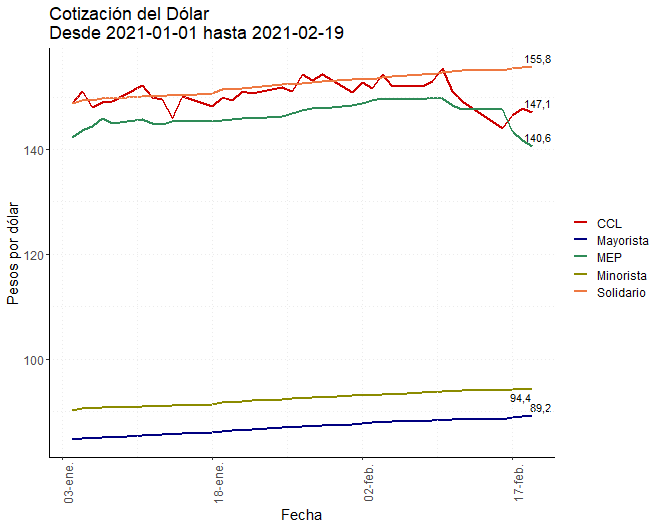 Cotización del Dólar
Desde 2021-01-01 hasta 2021-02-19
155,8
147,1
140,6
140
120
100
94,4
89,2
Pesos por dólar
03-ene.
18-ene.
02-feb.
17-feb.
Fecha
CCL
Mayorista
MEP
Minorista
Solidario